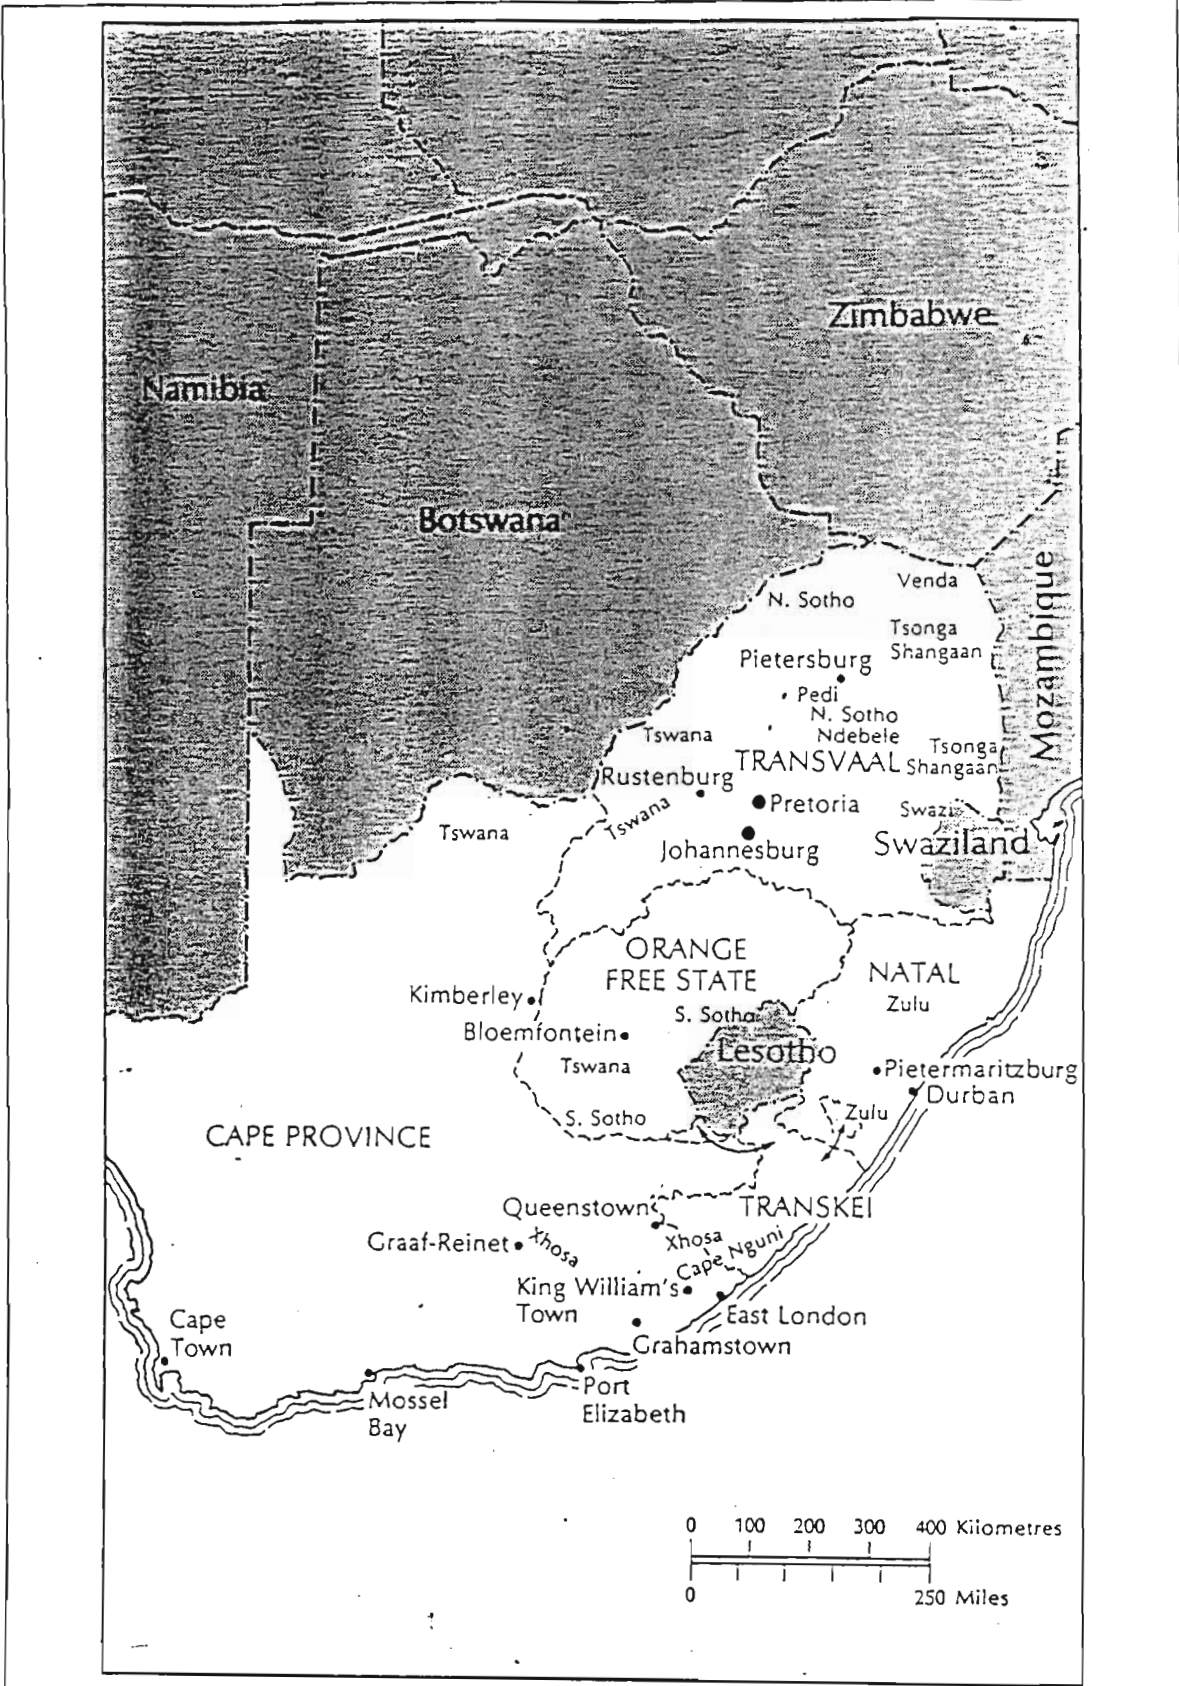 Zimbabwe
Namibia
Botswana
Mozambique
Venda
N. Sotho
Tsonga
Shangaan
Pietersburg
Pedi
N. Sotho
Ndebele
Tswana
Tsonga
Shangaan
TRANSVAAL
Rustenburg
Tswana
Pretoria
Swazi
Tswana
Johannesburg
Swaziland
ORANGE
FREE STATE
NATAL
Zulu
Kimberley
S. Sotho
Bloemfontein
Lesotho
Tswana
Pietermaritzburg
Durban
Zulu
S. Sotho
CAPE PROVINCE
Queenstown
TRANSKEI
Graaf-Reinet
Xhosa
Xhosa
Cape Nguni
King William's
Town
East London
Cape
Town
Grahamstown
Mossel
Bay
Port
Elizabeth
0 100 200 300 400 Kilometres
0 250 Miles